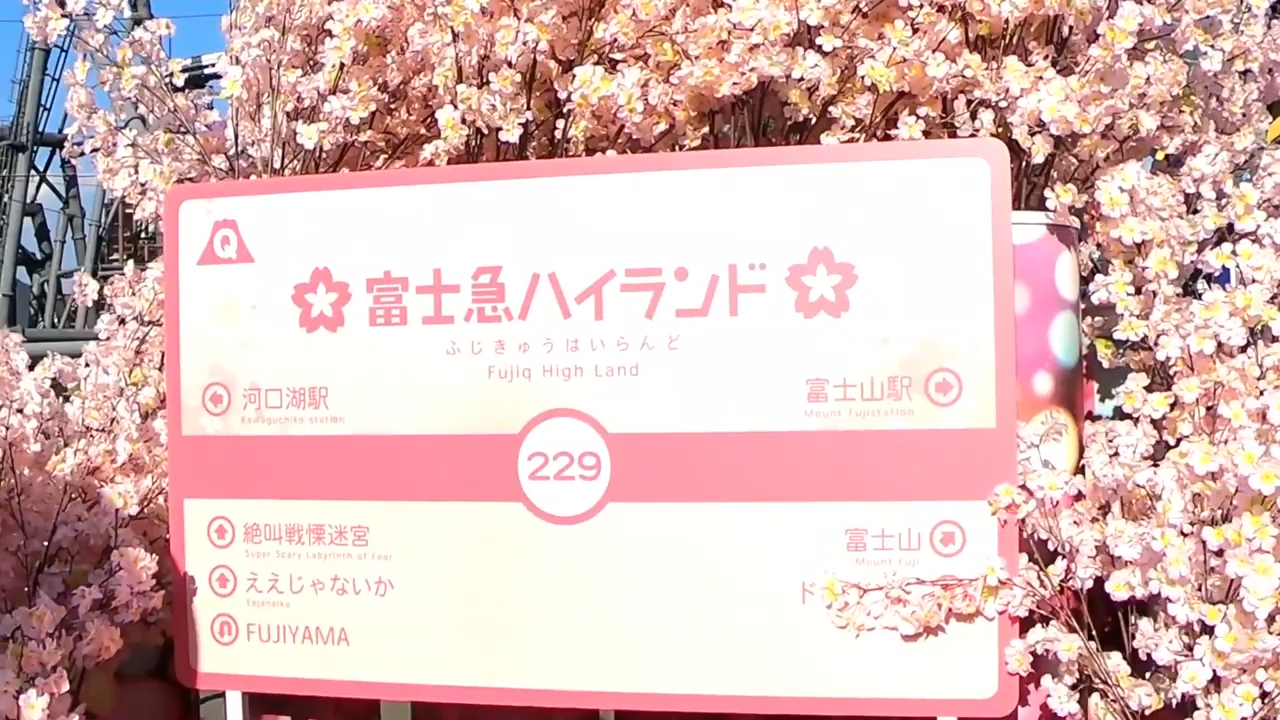 Q
富士急ハイランド
ふじきゅうはいらんど
Fujiq High Land
河口湖駅
Kawaguchiko station
富士山駅
Mount Fujistation
229
絶叫戦慄迷宮
Super Scary Labyrinth of Fear
ええじゃないか
Eejanaika
FUJIYAMA
富士山
Mount Fuji
ド